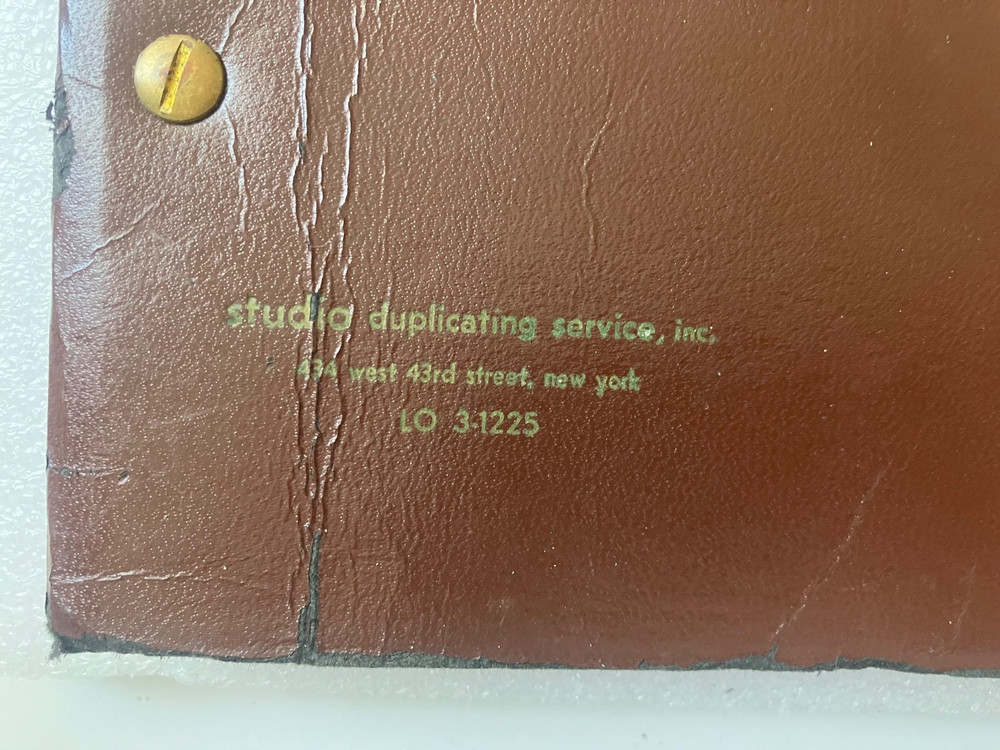 studio duplicating service, inc.
434 west 43rd street, new york
LO 3-1225